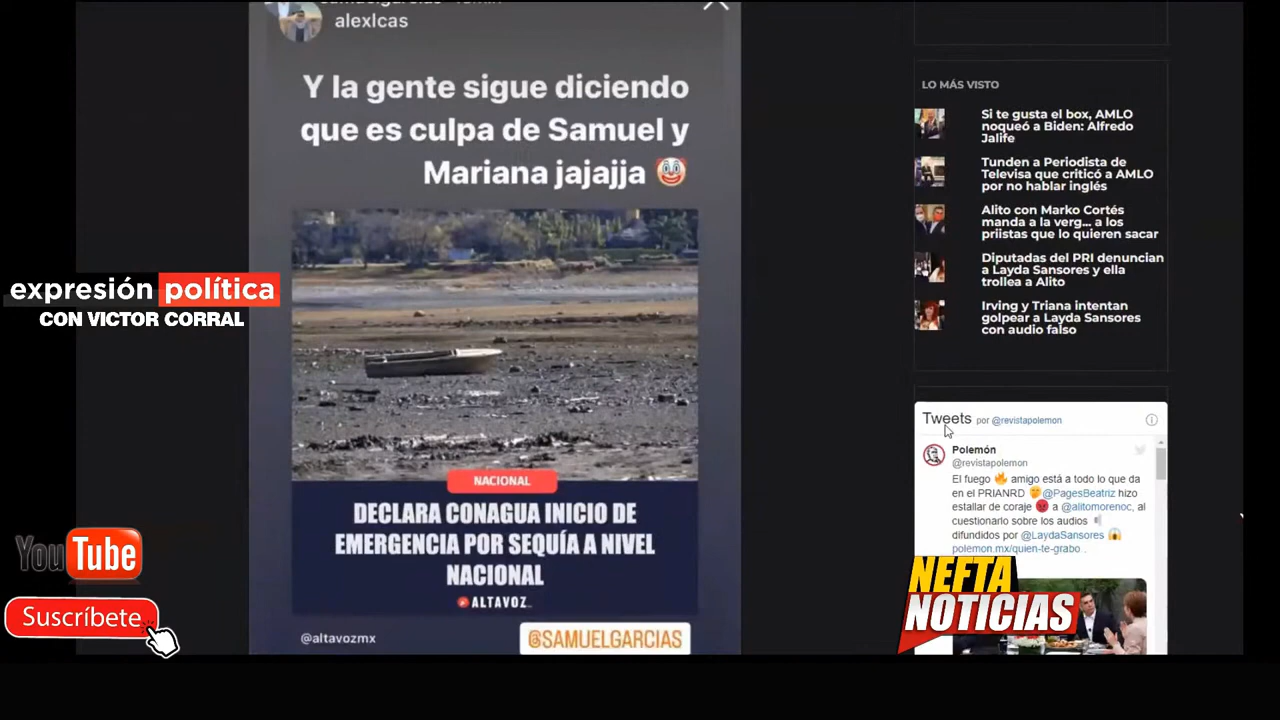 alexlcas
Y la gente sigue diciendo
que es culpa de Samuel y
Mariana jajajja
NACIONAL
DECLARA CONAGUA INICIO DE
EMERGENCIA POR SEQUÍA A NIVEL
NACIONAL
ALTAVOZ
@altavozmx
@SAMUELGARCIAS
expresión política
CON VICTOR CORRAL
YouTube
Suscríbete
LO MÁS VISTO
Si te gusta el box, AMLO
noqueó a Biden: Alfredo
Jalife
Tunden a Periodista de
Televisa que criticó a AMLO
por no hablar inglés
Alito con Marko Cortés
manda a la verg... a los
priistas que lo quieren sacar
Diputadas del PRI denuncian
a Layda Sansores y ella
trollea a Alito
Irving y Triana intentan
golpear a Layda Sansores
con audio falso
Tweets por @revistapolemon
Polemón
@revistapolemon
El fuego amigo está a todo lo que da
en el PRIANRD @PagesBeatriz hizo
estallar de coraje a @alitomorenoc, al
cuestionarlo sobre los audios
difundidos por @LaydaSansores
polemon.mx/quien-te-grabo..
NEFTA
NOTICIAS